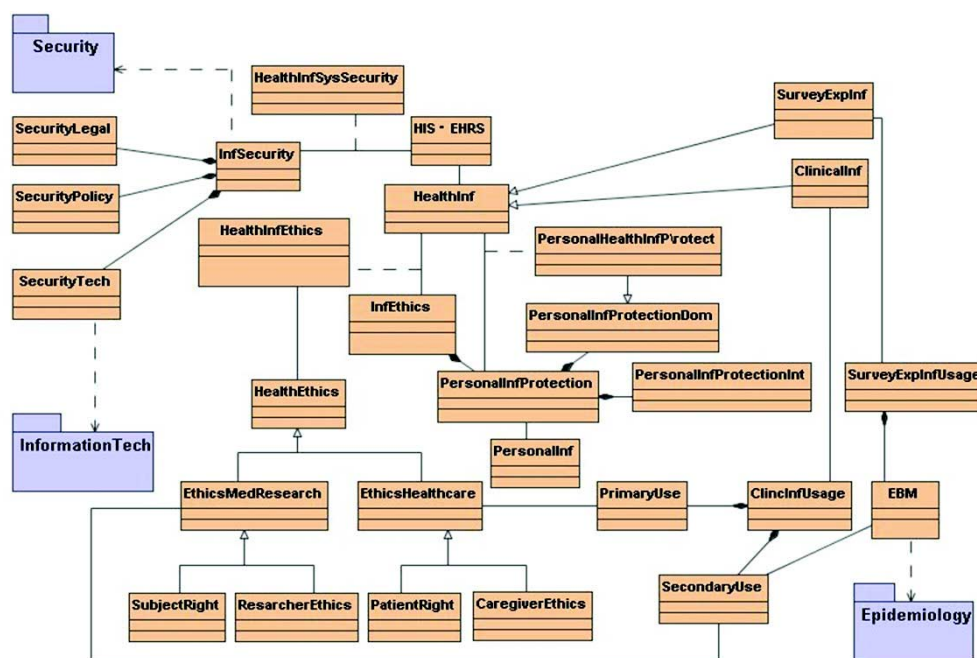 Security
HealthInfSysSecurity
SurveyExpInf
SecurityLegal
HIS - EHRS
InfSecurity
ClinicalInf
SecurityPolicy
HealthInf
HealthInfEthics
PersonalHealthInfP\rotect
SecurityTech
InfEthics
PersonalInfProtectionDom
HealthEthics
PersonalInfProtection
PersonalInfProtectionInt
SurveyExpInfUsage
InformationTech
PersonalInf
EthicsMedResearch
EthicsHealthcare
PrimaryUse
ClincInfUsage
EBM
SecondaryUse
SubjectRight
ResarcherEthics
PatientRight
CaregiverEthics
Epidemiology